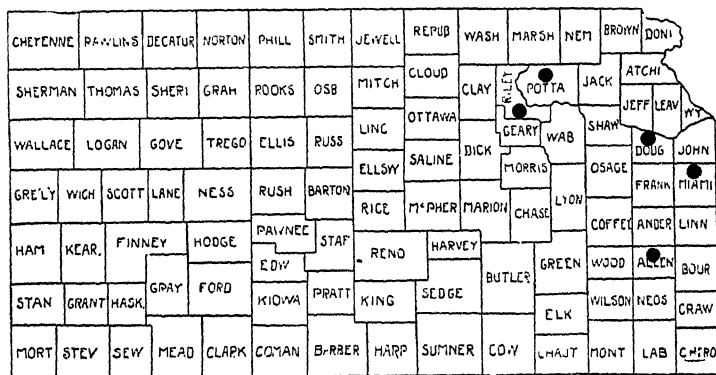 CHEYENNE RAWLINS DECATUR NORTON PHILL SMITH JEWELL REPUB WASH MARSH NEM BROWN DONI
SHERMAN THOMAS SHERI GRAH ROOKS OSB MITCH CLOUD CLAY RILEY POTTA JACK ATCHI
JEFF LEAV WY
WALLACE LOGAN GOVE TREGO ELLIS RUSS LINC OTTAWA DICK GEARY WAB SHAW DOUG JOHN
ELLSW SALINE MORRIS OSAGE
GRE'LY WICH SCOTT LANE NESS RUSH BARTON RICE McPHER MARION CHASE LYON FRANK MIAMI
HAM KEAR. FINNEY HODGE PAWNEE STAF RENO HARVEY COFFEE ANDER LINN
EDW BUTLER GREEN WOOD ALLEN BOUR
STAN GRANT HASK. GRAY FORD KIOWA PRATT KING SEDGE ELK WILSON NEOS CRAW
MORT STEV SEW MEAD CLARK COMAN BARBER HARP SUMNER COW CHAUT MONT LAB CHERO